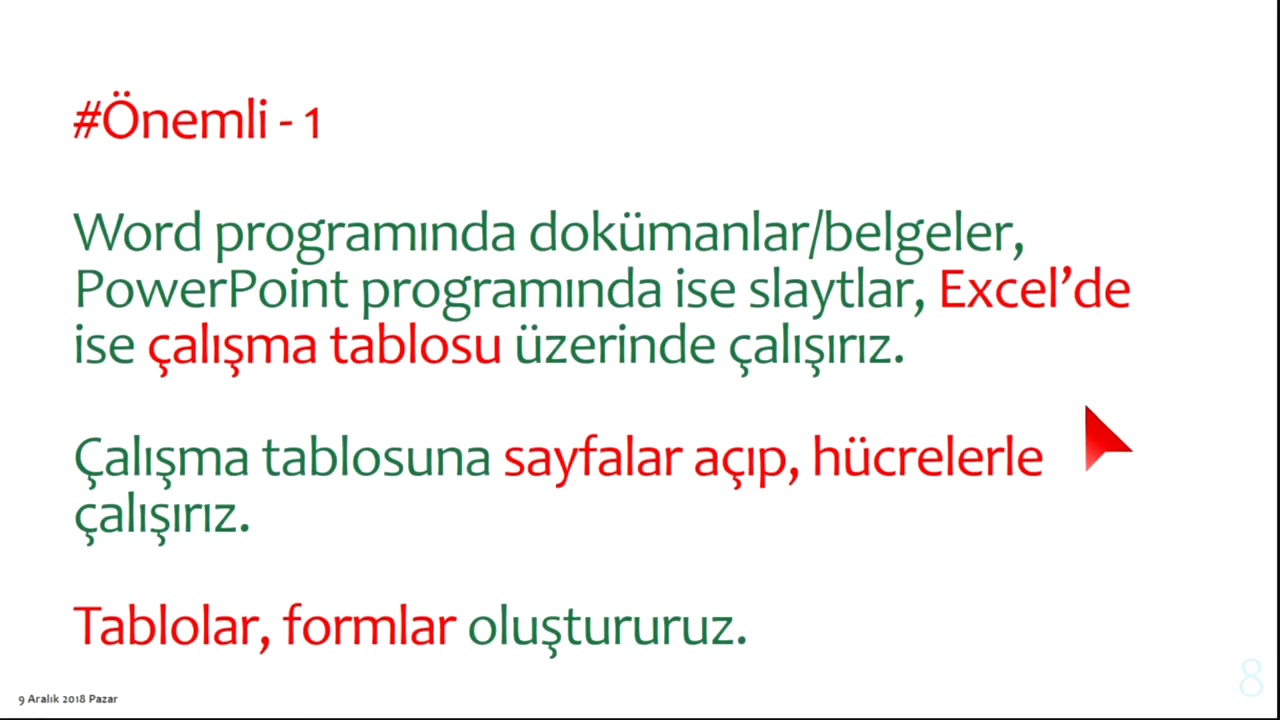 #Önemli - 1
Word programında dokümanlar/belgeler,
PowerPoint programında ise slaytlar, Excel’de
ise çalışma tablosu üzerinde çalışırız.
Çalışma tablosuna sayfalar açıp, hücrelerle
çalışırız.
Tablolar, formlar oluştururuz.
9 Aralık 2018 Pazar
8